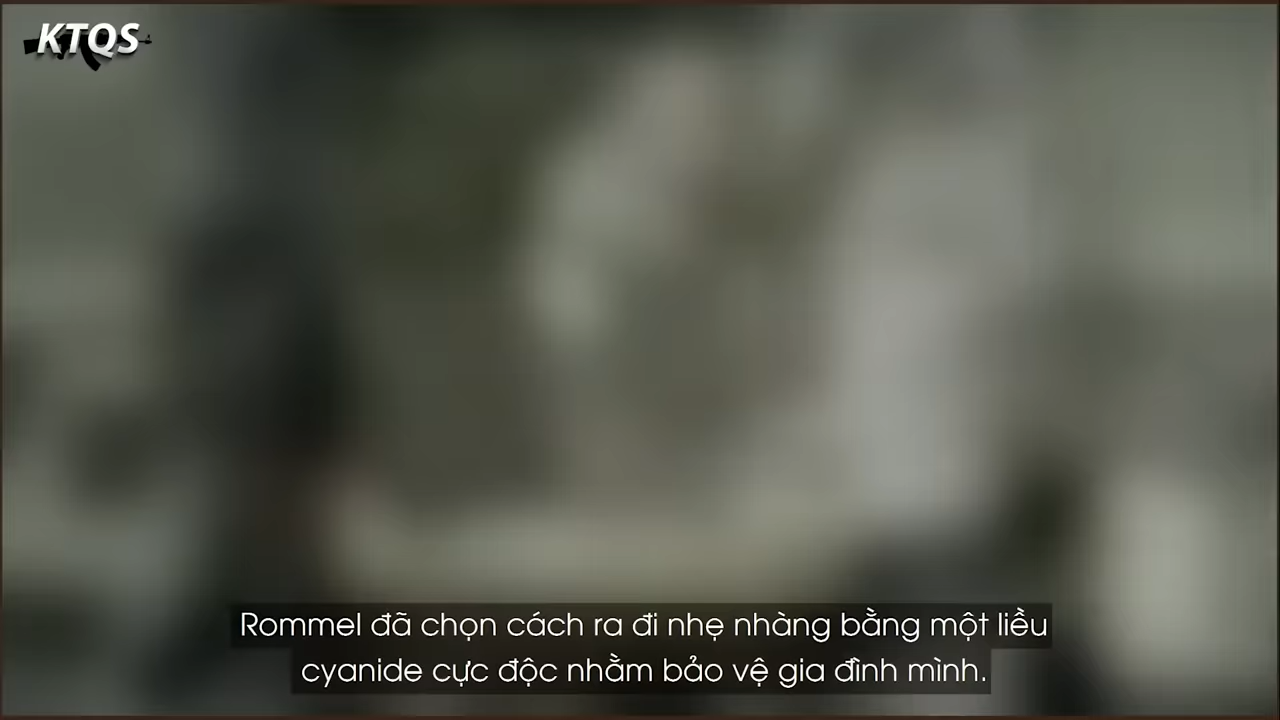 KTQS
Rommel đã chọn cách ra đi nhẹ nhàng bằng một liều
cyanide cực độc nhằm bảo vệ gia đình mình.